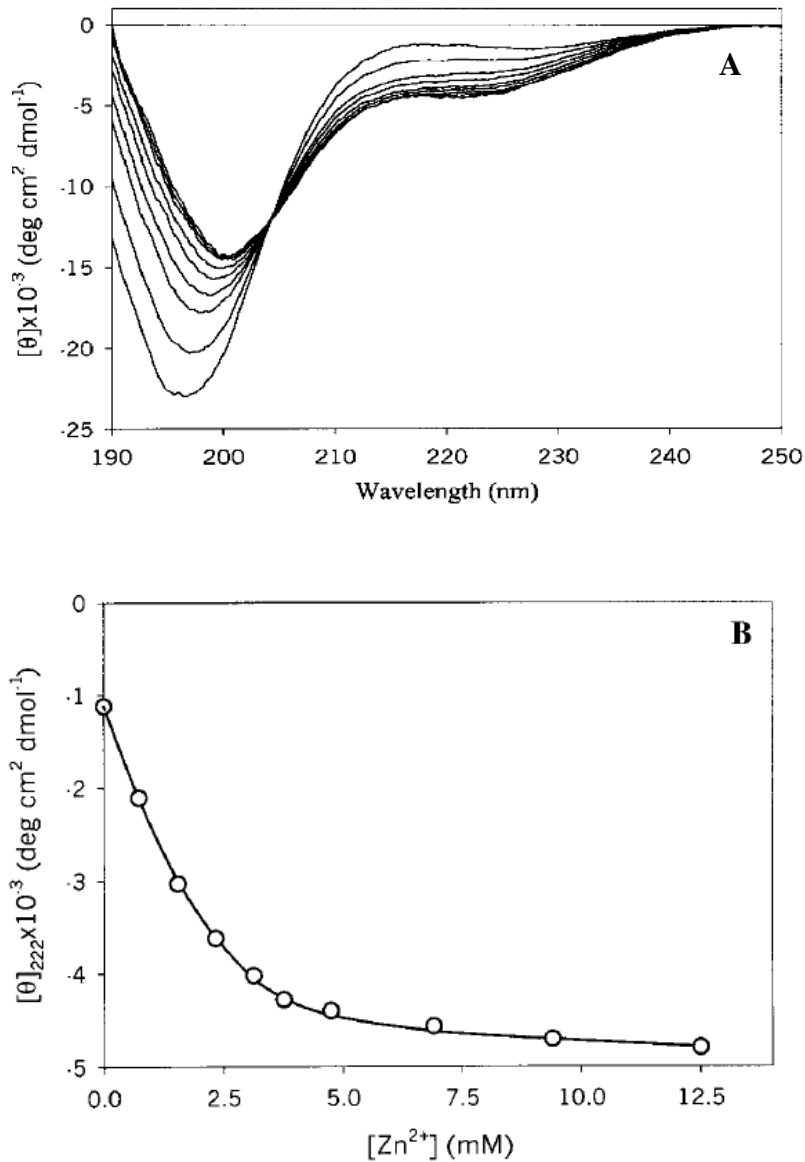 A
0
-5
-10
-15
-20
-25
[θ]x10⁻³ (deg cm² dmol⁻¹)
190 200 210 220 230 240 250
Wavelength (nm)
B
0
-1
-2
-3
-4
-5
[θ]₂₂₂x10⁻³ (deg cm² dmol⁻¹)
0.0 2.5 5.0 7.5 10.0 12.5
[Zn²⁺] (mM)